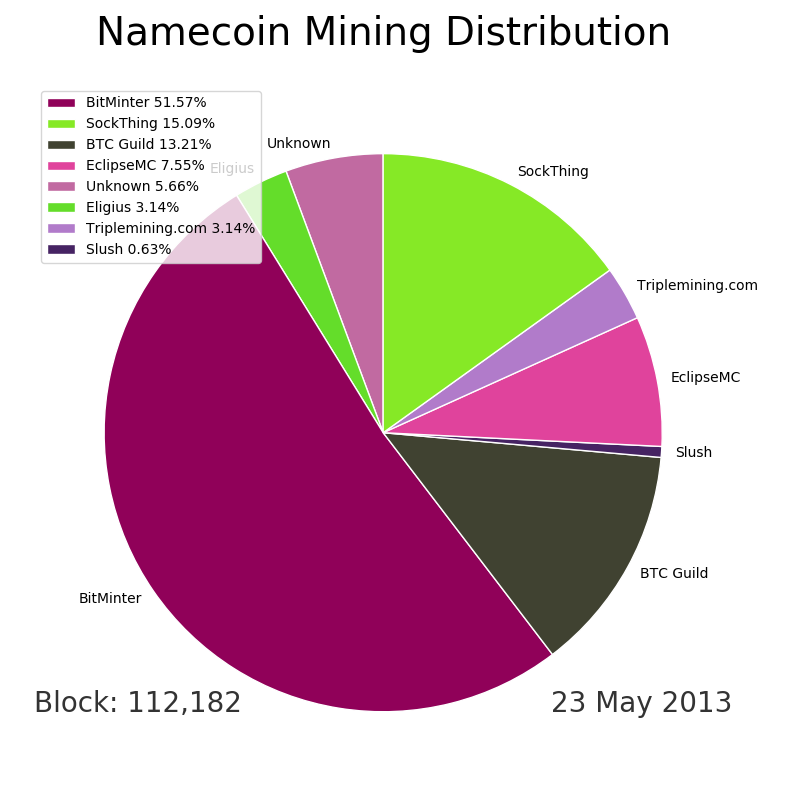 Namecoin Mining Distribution
BitMinter 51.57%
SockThing 15.09%
BTC Guild 13.21%
EclipseMC 7.55%
Unknown 5.66%
Eligius 3.14%
Triplemining.com 3.14%
Slush 0.63%
Unknown
Eligius
SockThing
Triplemining.com
EclipseMC
Slush
BTC Guild
BitMinter
Block: 112,182
23 May 2013